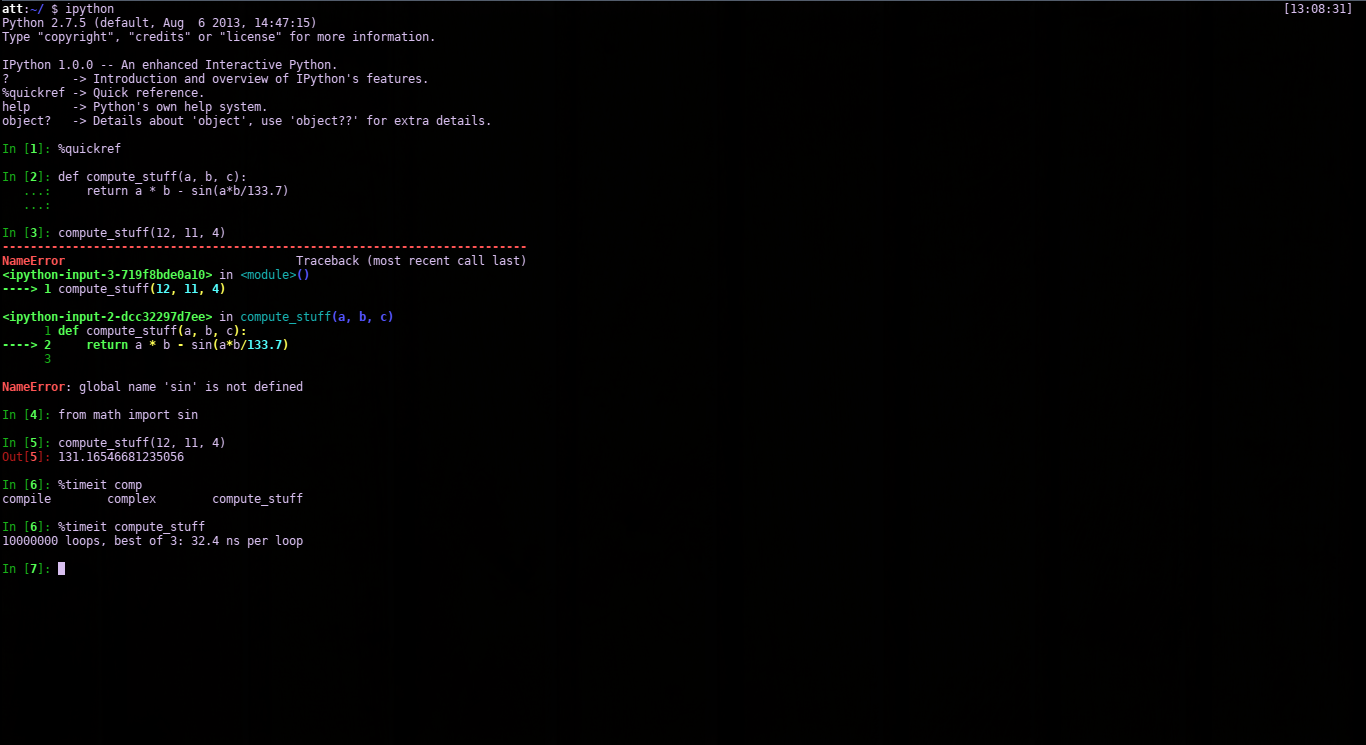 att:~/ $ ipython [13:08:31]
Python 2.7.5 (default, Aug  6 2013, 14:47:15)
Type "copyright", "credits" or "license" for more information.

IPython 1.0.0 -- An enhanced Interactive Python.
?         -> Introduction and overview of IPython's features.
%quickref -> Quick reference.
help      -> Python's own help system.
object?   -> Details about 'object', use 'object??' for extra details.

In [1]: %quickref

In [2]: def compute_stuff(a, b, c):
   ...:     return a * b - sin(a*b/133.7)
   ...:

In [3]: compute_stuff(12, 11, 4)
---------------------------------------------------------------------------
NameError                                 Traceback (most recent call last)
<ipython-input-3-719f8bde0a10> in <module>()
----> 1 compute_stuff(12, 11, 4)

<ipython-input-2-dcc32297d7ee> in compute_stuff(a, b, c)
      1 def compute_stuff(a, b, c):
----> 2     return a * b - sin(a*b/133.7)
      3

NameError: global name 'sin' is not defined

In [4]: from math import sin

In [5]: compute_stuff(12, 11, 4)
Out[5]: 131.16546681235056

In [6]: %timeit comp
compile        complex        compute_stuff

In [6]: %timeit compute_stuff
10000000 loops, best of 3: 32.4 ns per loop

In [7]: